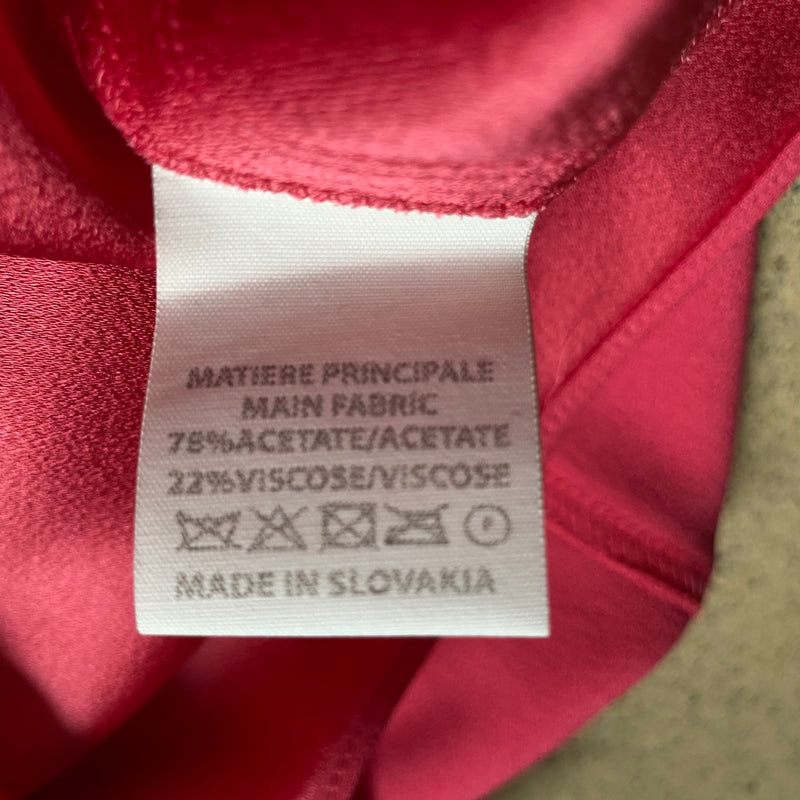 MATIERE PRINCIPALE
MAIN FABRIC
78%ACETATE/ACETATE
22%VISCOSE/VISCOSE
MADE IN SLOVAKIA